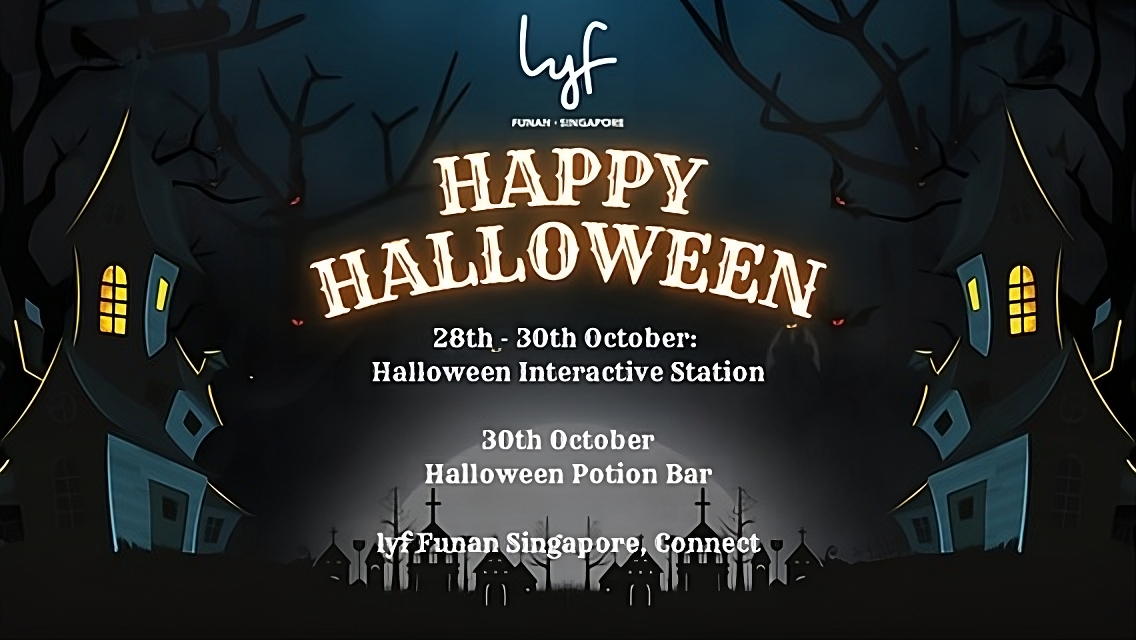 lyf
FUNAN • SINGAPORE
HAPPY
HALLOWEEN
28th - 30th October:
Halloween Interactive Station
30th October
Halloween Potion Bar
lyf Funan Singapore, Connect